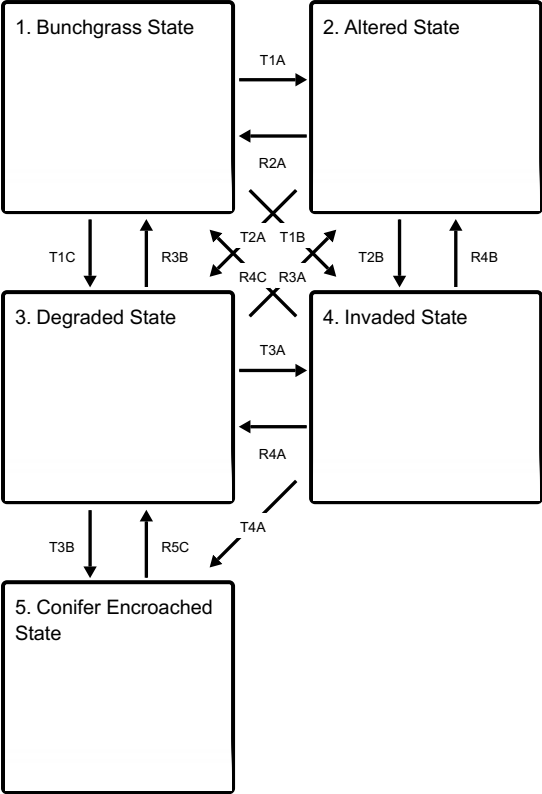 1. Bunchgrass State
2. Altered State
T1A
R2A
T2A
T1B
T1C
R3B
T2B
R4B
R4C
R3A
3. Degraded State
4. Invaded State
T3A
R4A
T4A
T3B
R5C
5. Conifer Encroached
State